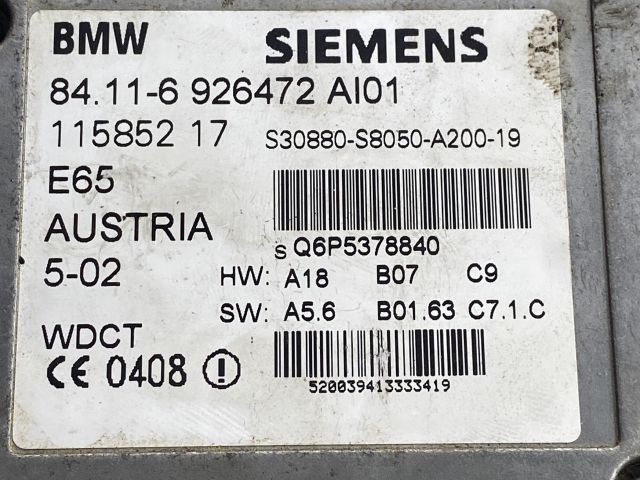 BMW SIEMENS
84.11-6 926472 AI01
115852 17 S30880-S8050-A200-19
E65
AUSTRIA
S Q6P5378840
5-02 HW: A18 B07 C9
SW: A5.6 B01.63 C7.1.C
WDCT
CE 0408
520039413333419